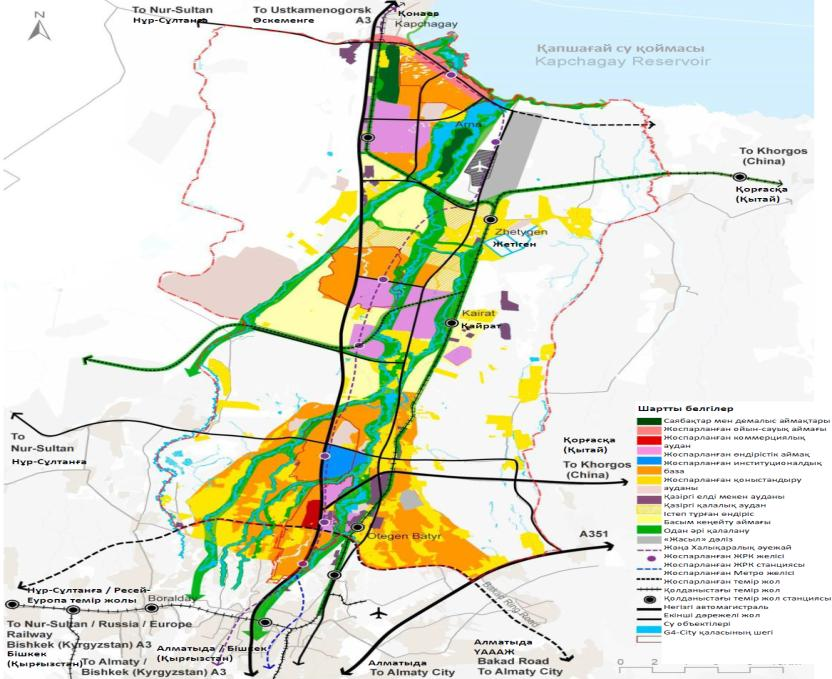 N
To Nur-Sultan
Нұр-Сұлтанға
To Ustkamenogorsk
Өскеменге
A3
Қонаев
Kapchagay
Қапшағай су қоймасы
Kapchagay Reservoir
Arna
To Khorgos
(China)
Қорғасқа
(Қытай)
Zhetygen
Жетіген
Kairat
Қайрат
To
Nur-Sultan
Нұр-Сұлтанға
Қорғасқа
(Қытай)
To Khorgos
(China)
A351
Otegen Batyr
Boralday
Bakad Ring Road
Нұр-Сұлтанға / Ресей-
Еуропа темір жолы
To Nur-Sultan / Russia / Europe
Railway
Bishkek (Kyrgyzstan) A3
Бішкек
(Қырғызстан)
To Almaty /
Bishkek (Kyrgyzstan) A3
Алматыда / Бішкек
(Қырғызстан)
Алматыда
To Almaty City
Алматыда
ҮАААЖ
Bakad Road
To Almaty City
Шартты белгілер
Саябақтар мен демалыс аймақтары
Жоспарланған ойын-сауық аймағы
Жоспарланған коммерциялық
аудан
Жоспарланған өндірістік аймақ
Жоспарланған институционалдық
база
Жоспарланған қоныстандыру
ауданы
Қазіргі елді мекен ауданы
Қазіргі қалалық аудан
Істеп тұрған өндіріс
Басым кеңейту аймағы
Одан әрі қалалану
«Жасыл» дәліз
Жаңа Халықаралық әуежай
Жоспарланған ЖРК желісі
Жоспарланған ЖРК станциясы
Жоспарланған Метро желісі
Жоспарланған темір жол
Қолданыстағы темір жол
Қолданыстағы темір жол станциясы
Негізгі автомагистраль
Екінші дәрежелі жол
Су объектілері
G4-City қаласының шегі
0